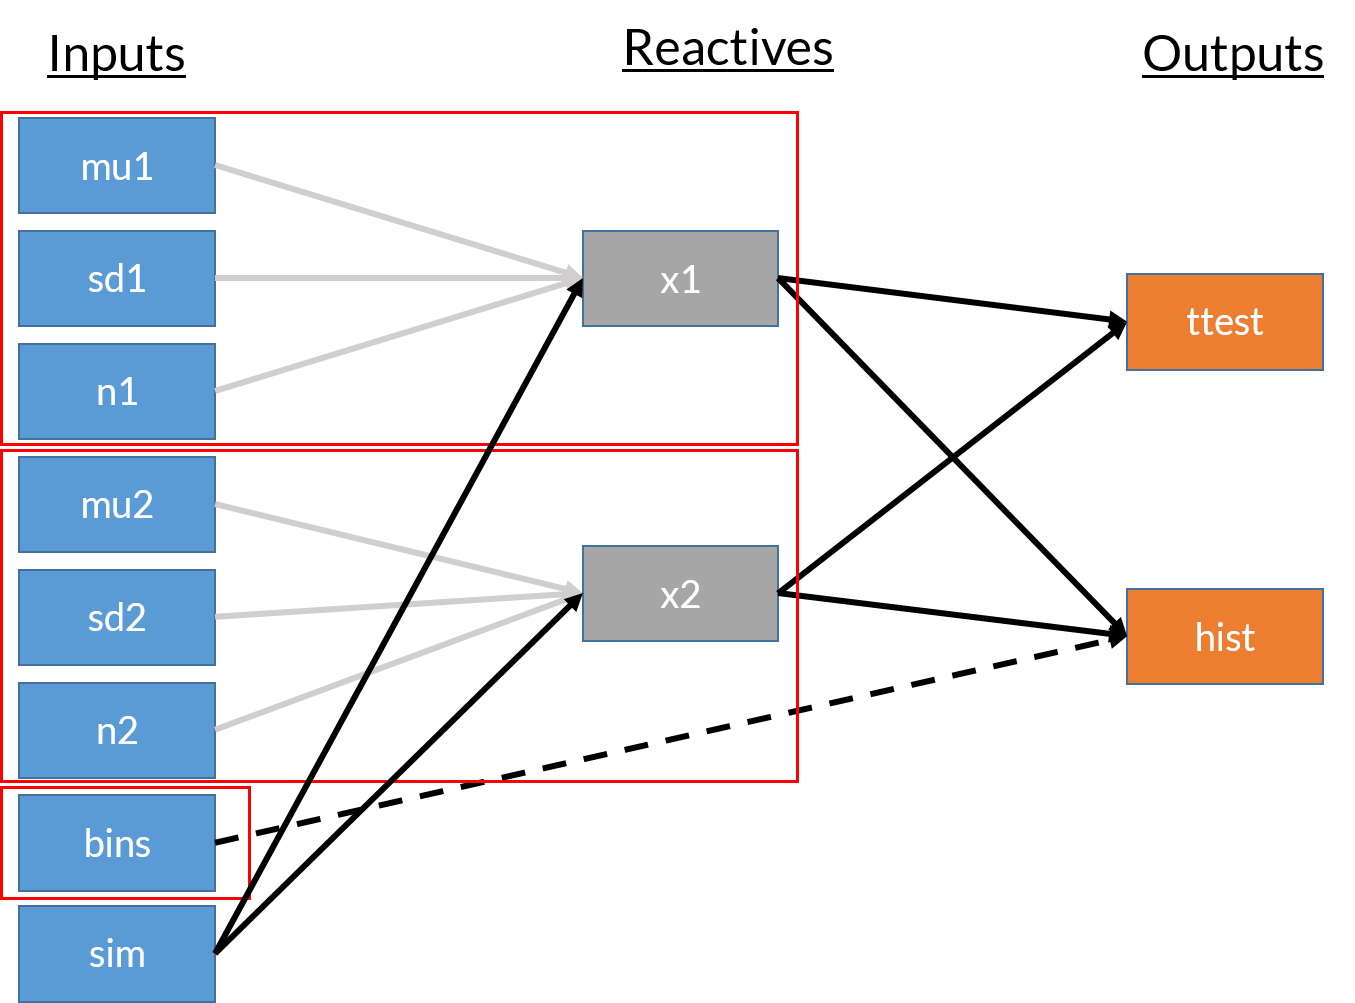 Inputs
Reactives
Outputs
mu1
sd1
n1
mu2
sd2
n2
bins
sim
x1
x2
ttest
hist